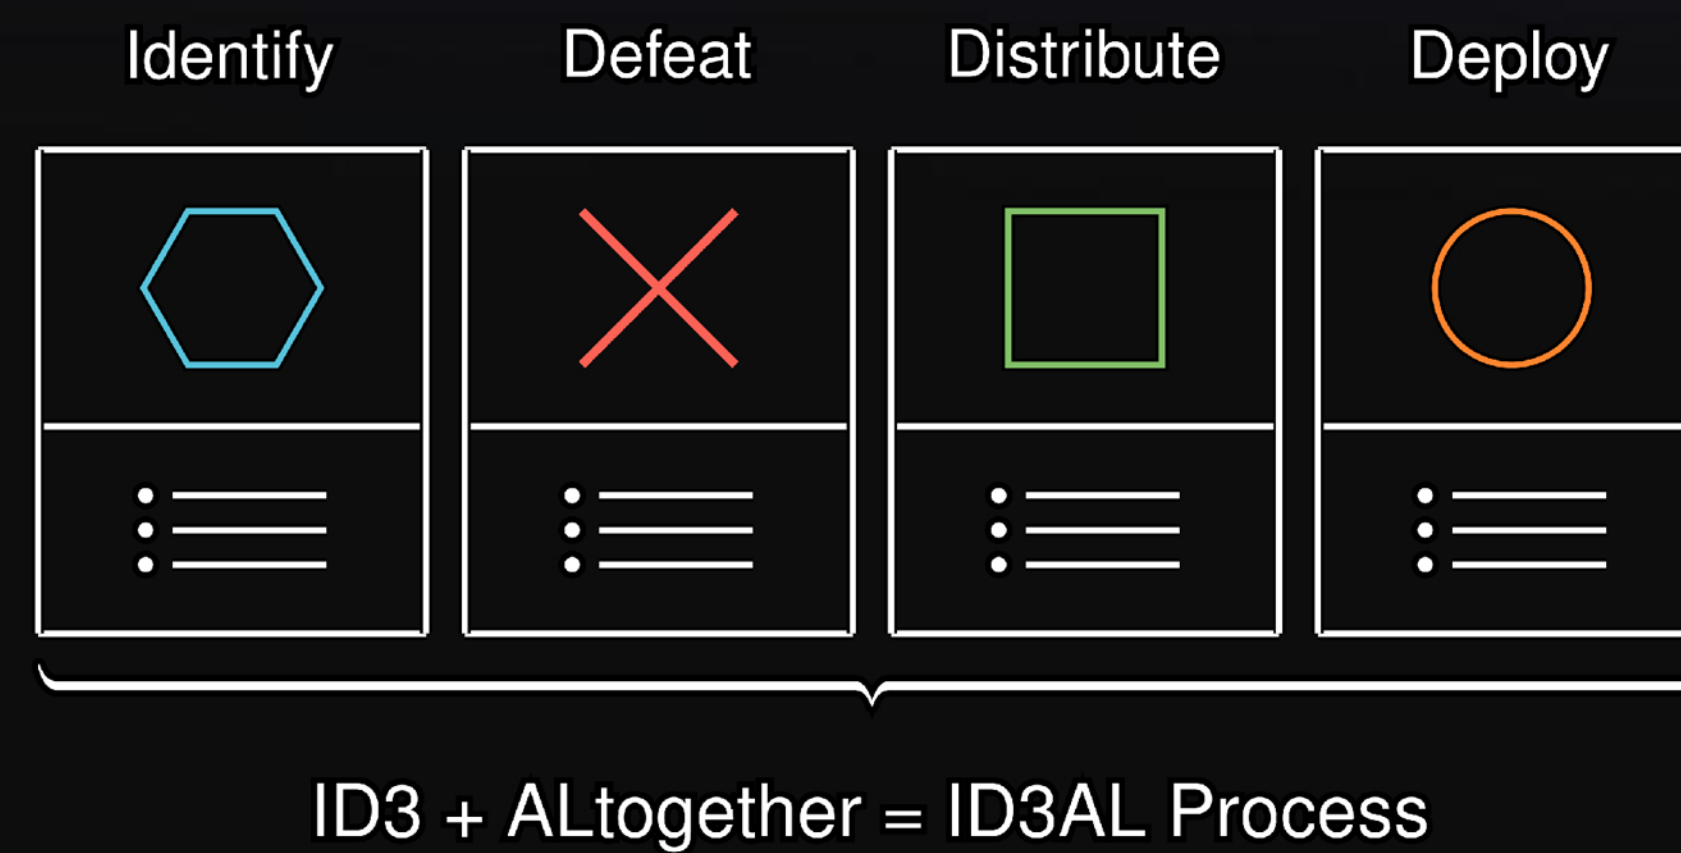 Identify Defeat Distribute Deploy
ID3 + ALtogether = ID3AL Process